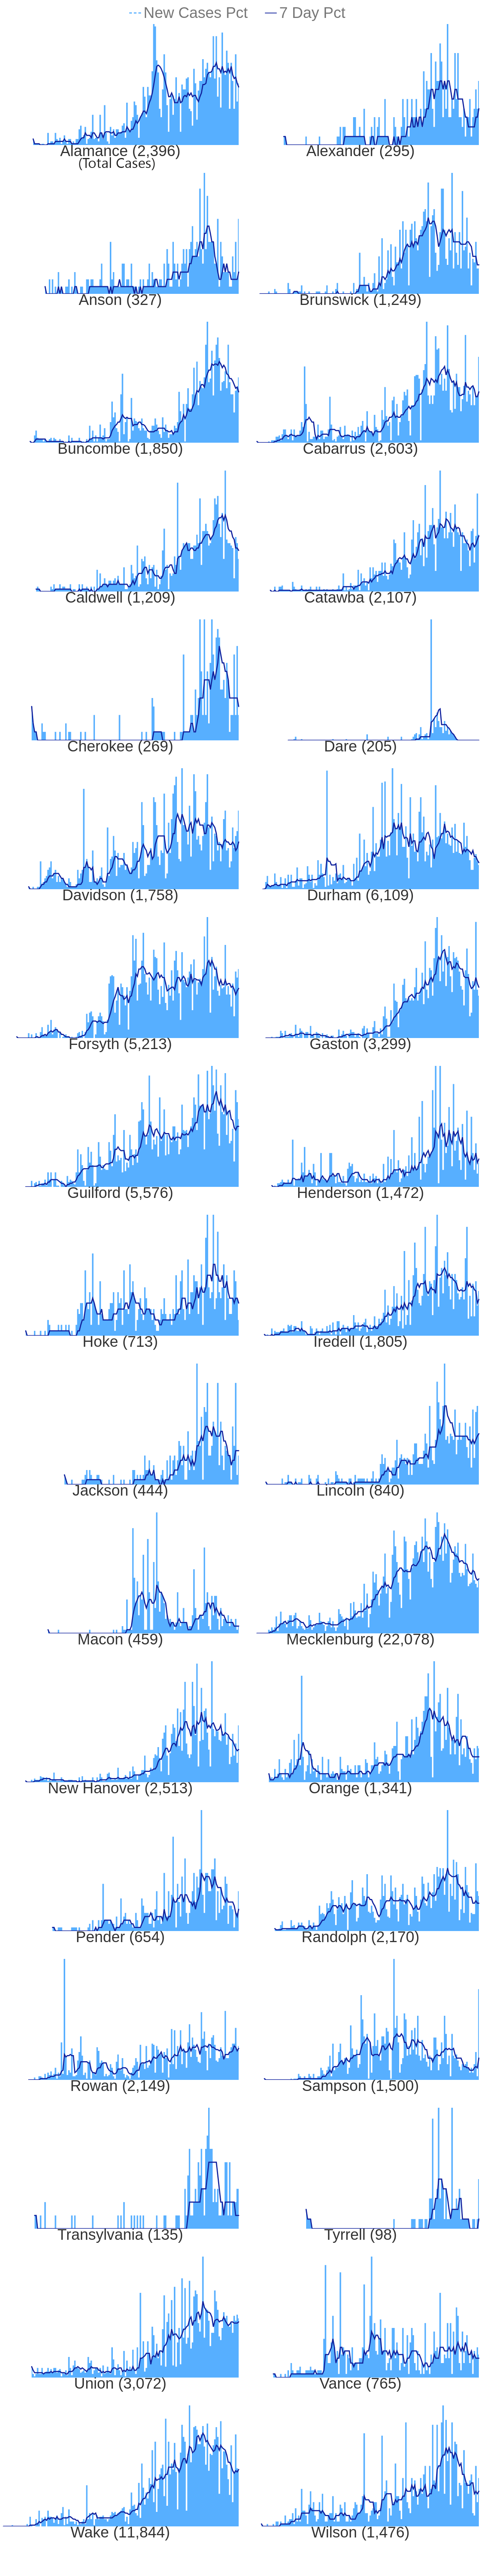 New Cases Pct 7 Day Pct
Alamance (2,396) Alexander (295)
(Total Cases)
Anson (327) Brunswick (1,249)
Buncombe (1,850) Cabarrus (2,603)
Caldwell (1,209) Catawba (2,107)
Cherokee (269) Dare (205)
Davidson (1,758) Durham (6,109)
Forsyth (5,213) Gaston (3,299)
Guilford (5,576) Henderson (1,472)
Hoke (713) Iredell (1,805)
Jackson (444) Lincoln (840)
Macon (459) Mecklenburg (22,078)
New Hanover (2,513) Orange (1,341)
Pender (654) Randolph (2,170)
Rowan (2,149) Sampson (1,500)
Transylvania (135) Tyrrell (98)
Union (3,072) Vance (765)
Wake (11,844) Wilson (1,476)